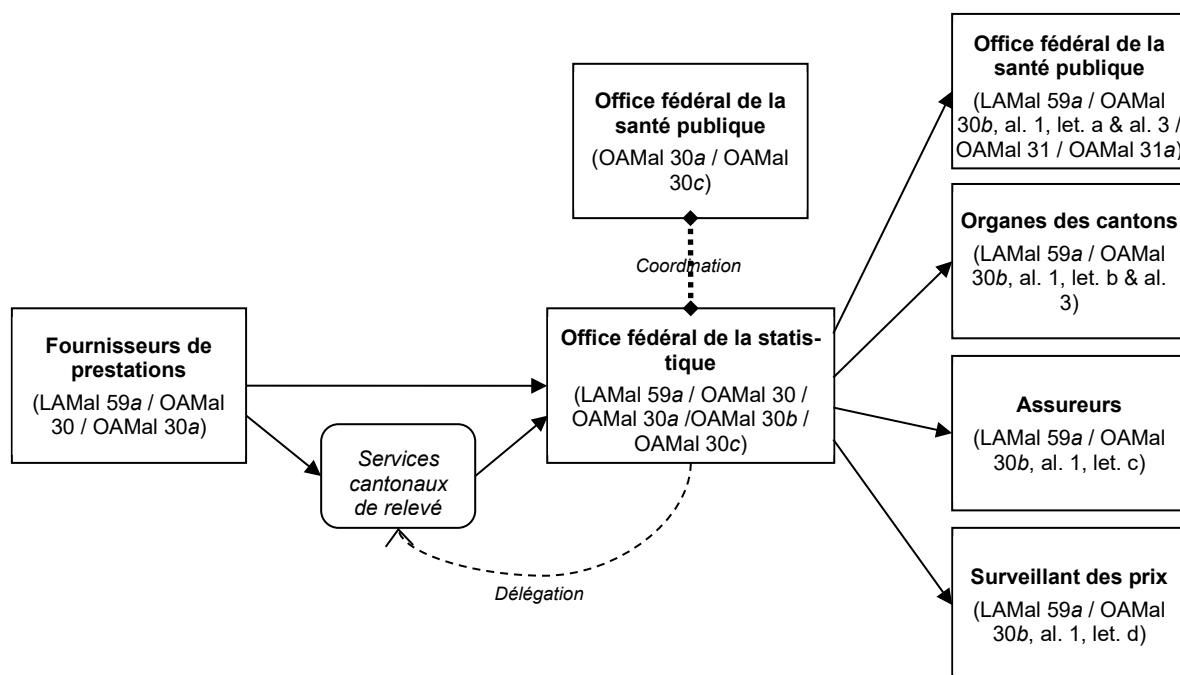 Office fédéral de la
santé publique
(OAMal 30a / OAMal
30c)
Coordination
Fournisseurs de
prestations
(LAMal 59a / OAMal
30 / OAMal 30a)
Services
cantonaux
de relevé
Office fédéral de la statis-
tique
(LAMal 59a / OAMal 30 /
OAMal 30a /OAMal 30b /
OAMal 30c)
Délégation
Office fédéral de la
santé publique
(LAMal 59a / OAMal
30b, al. 1, let. a & al. 3 /
OAMal 31 / OAMal 31a)
Organes des cantons
(LAMal 59a / OAMal
30b, al. 1, let. b & al.
3)
Assureurs
(LAMal 59a / OAMal
30b, al. 1, let. c)
Surveillant des prix
(LAMal 59a / OAMal
30b, al. 1, let. d)